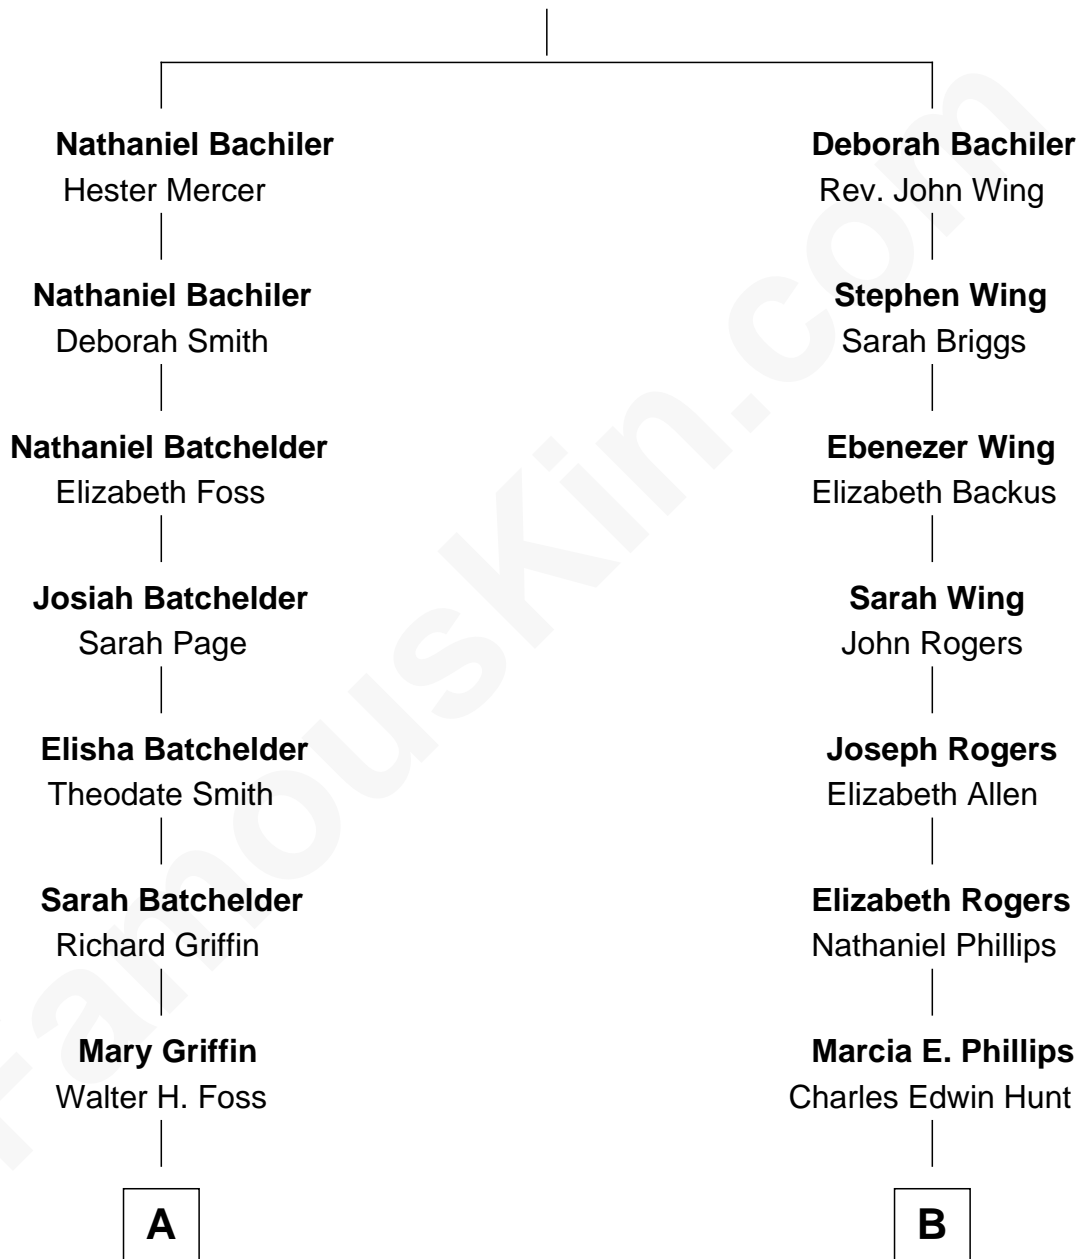 Nathaniel Bachiler
Hester Mercer
Nathaniel Bachiler
Deborah Smith
Nathaniel Batchelder
Elizabeth Foss
Josiah Batchelder
Sarah Page
Elisha Batchelder
Theodate Smith
Sarah Batchelder
Richard Griffin
Mary Griffin
Walter H. Foss
A
Deborah Bachiler
Rev. John Wing
Stephen Wing
Sarah Briggs
Ebenezer Wing
Elizabeth Backus
Sarah Wing
John Rogers
Joseph Rogers
Elizabeth Allen
Elizabeth Rogers
Nathaniel Phillips
Marcia E. Phillips
Charles Edwin Hunt
B
FamousKin.com